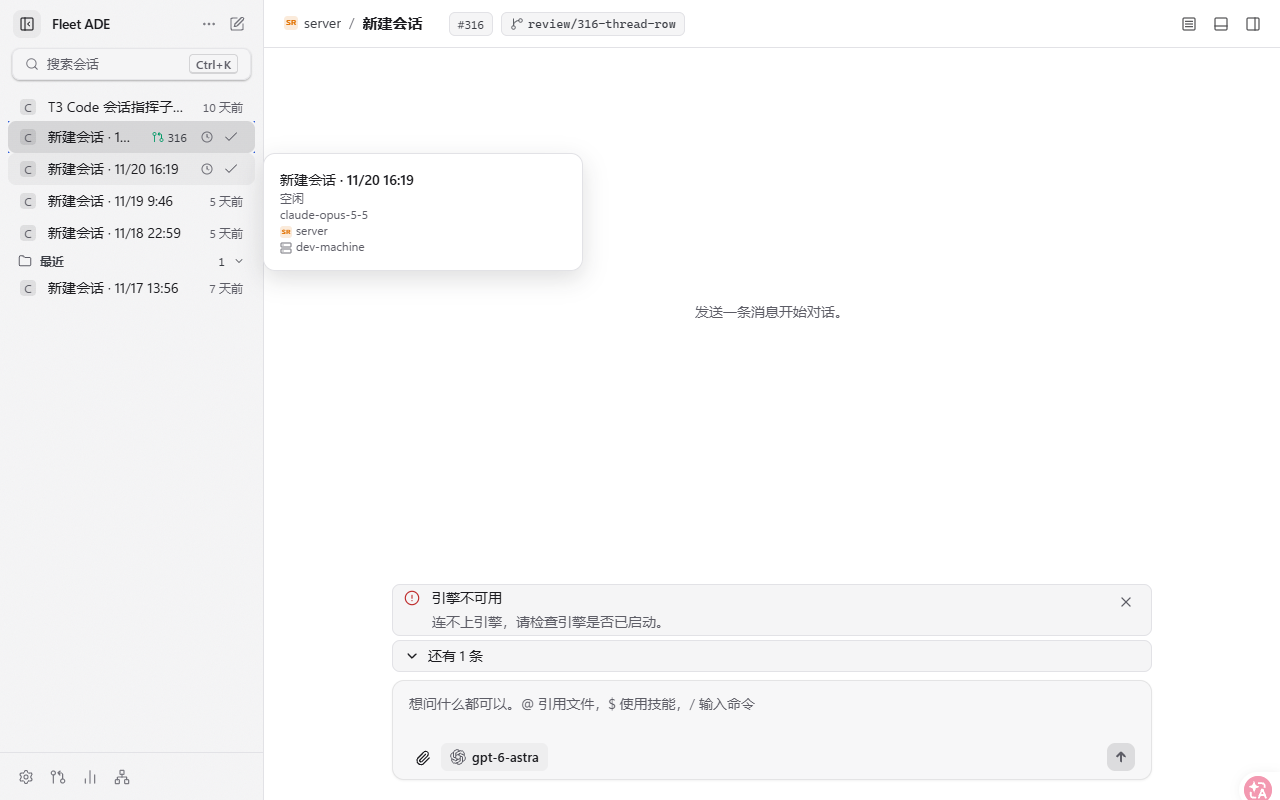 Fleet ADE
搜索会话
Ctrl+K
C T3 Code 会话指挥子... 10 天前
C 新建会话 · 1... 316
C 新建会话 · 11/20 16:19
C 新建会话 · 11/19 9:46 5 天前
C 新建会话 · 11/18 22:59 5 天前
最近 1
C 新建会话 · 11/17 13:56 7 天前
SR server / 新建会话 #316 review/316-thread-row
新建会话 · 11/20 16:19
空闲
claude-opus-5-5
SR server
dev-machine
发送一条消息开始对话。
引擎不可用
连不上引擎，请检查引擎是否已启动。
还有 1 条
想问什么都可以。@ 引用文件，$ 使用技能，/ 输入命令
gpt-6-astra